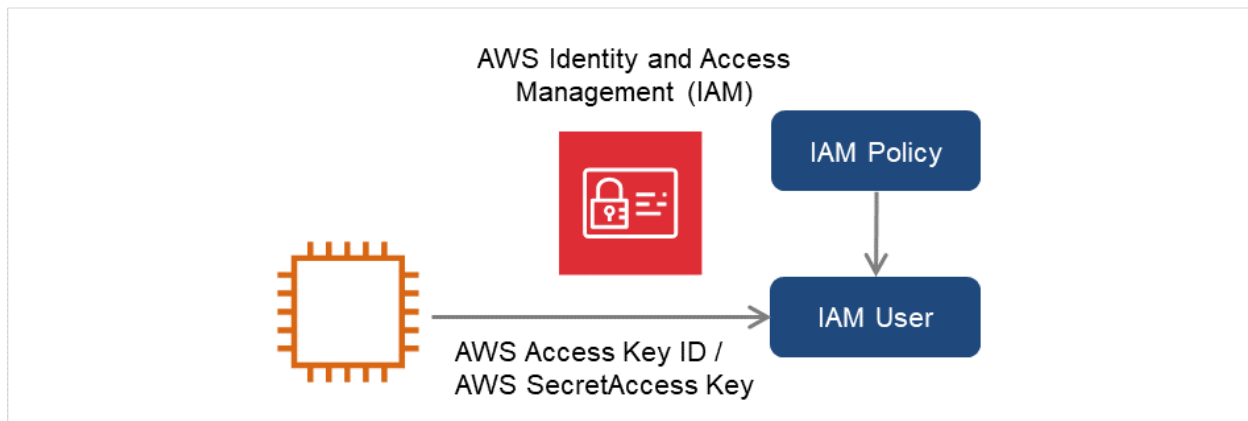 AWS Identity and Access
Management (IAM)
IAM Policy
IAM User
AWS Access Key ID /
AWS SecretAccess Key